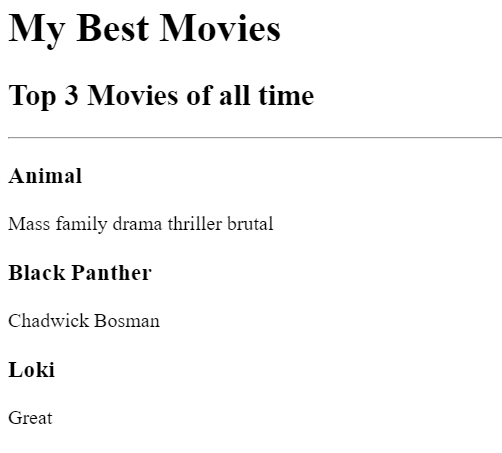 My Best Movies
Top 3 Movies of all time
Animal
Mass family drama thriller brutal
Black Panther
Chadwick Bosman
Loki
Great